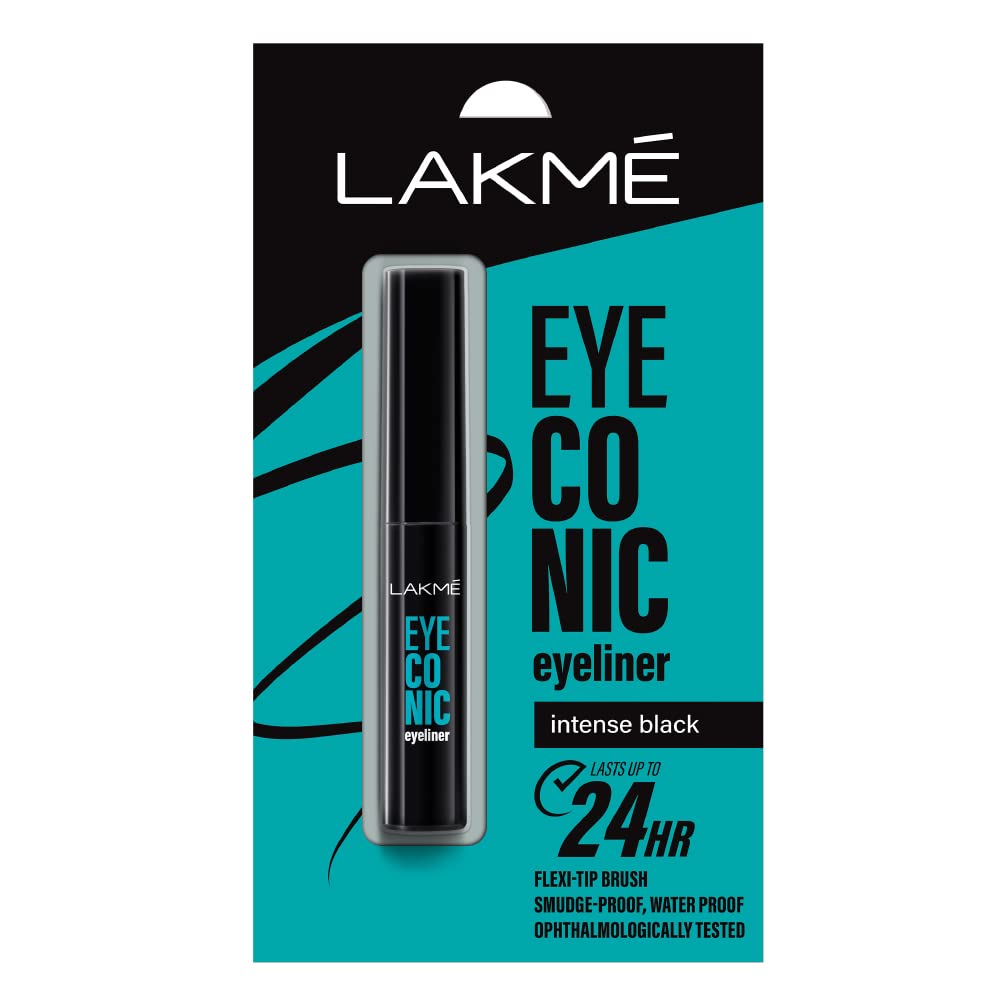 LAKMÉ
LAKMÉ
EYE
CO
NIC
eyeliner
EYE
CO
NIC
eyeliner
intense black
LASTS UP TO
24HR
FLEXI-TIP BRUSH
SMUDGE-PROOF, WATER PROOF
OPHTHALMOLOGICALLY TESTED